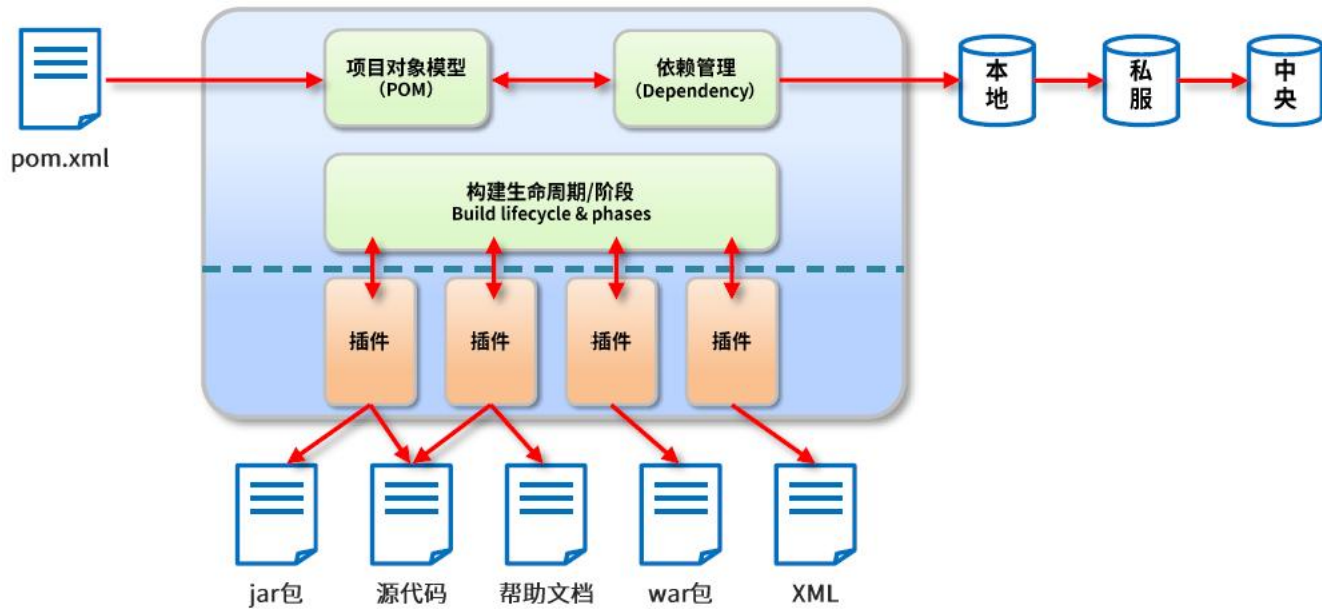 pom.xml
项目对象模型
（POM）
依赖管理
（Dependency）
本
地
私
服
中
央
构建生命周期/阶段
Build lifecycle & phases
插件
插件
插件
插件
jar包
源代码
帮助文档
war包
XML